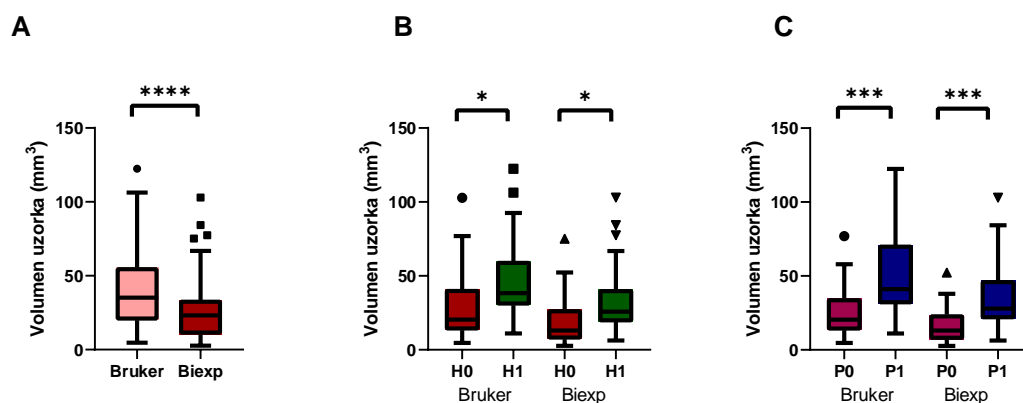 A
****
Volumen uzorka (mm³)
150
100
50
0
Bruker Biexp
B
* *
Volumen uzorka (mm³)
150
100
50
0
H0 H1 H0 H1
Bruker Biexp
C
*** ***
Volumen uzorka (mm³)
150
100
50
0
P0 P1 P0 P1
Bruker Biexp